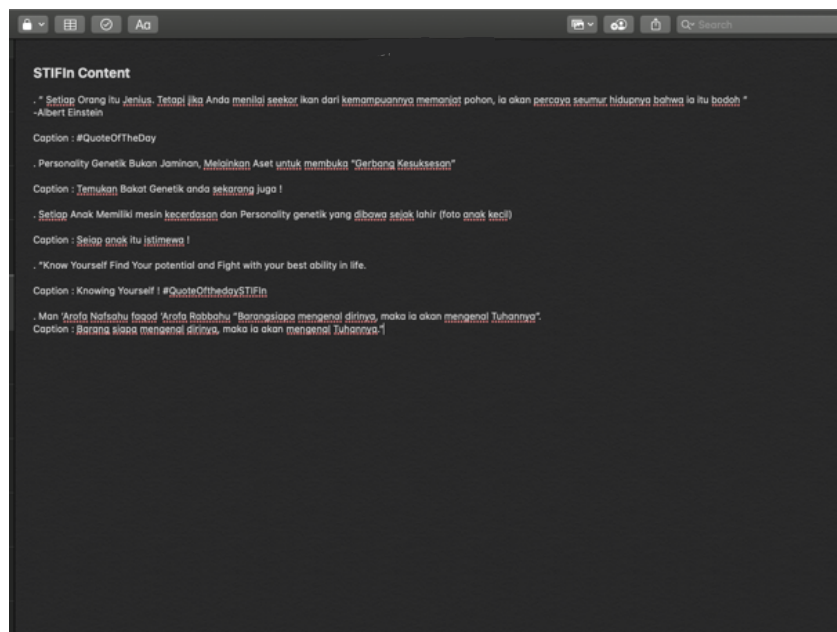 Aa
Search
STIFIn Content
. " Setiap Orang itu Jenius. Tetapi jika Anda menilai seekor ikan dari kemampuannya memanjat pohon, ia akan percaya seumur hidupnya bahwa ia itu bodoh "
-Albert Einstein
Caption : #QuoteOfTheDay
. Personality Genetik Bukan Jaminan, Melainkan Aset untuk membuka "Gerbang Kesuksesan"
Caption : Temukan Bakat Genetik anda sekarang juga !
. Setiap Anak Memiliki mesin kecerdasan dan Personality genetik yang dibawa sejak lahir (foto anak kecil)
Caption : Seiap anak itu istimewa !
. "Know Yourself Find Your potential and Fight with your best ability in life.
Caption : Knowing Yourself ! #QuoteOfthedaySTIFIn
. Man 'Arofa Nafsahu faqod 'Arofa Rabbahu "Barangsiapa mengenal dirinya, maka ia akan mengenal Tuhannya".
Caption : Barang siapa mengenal dirinya, maka ia akan mengenal Tuhannya."